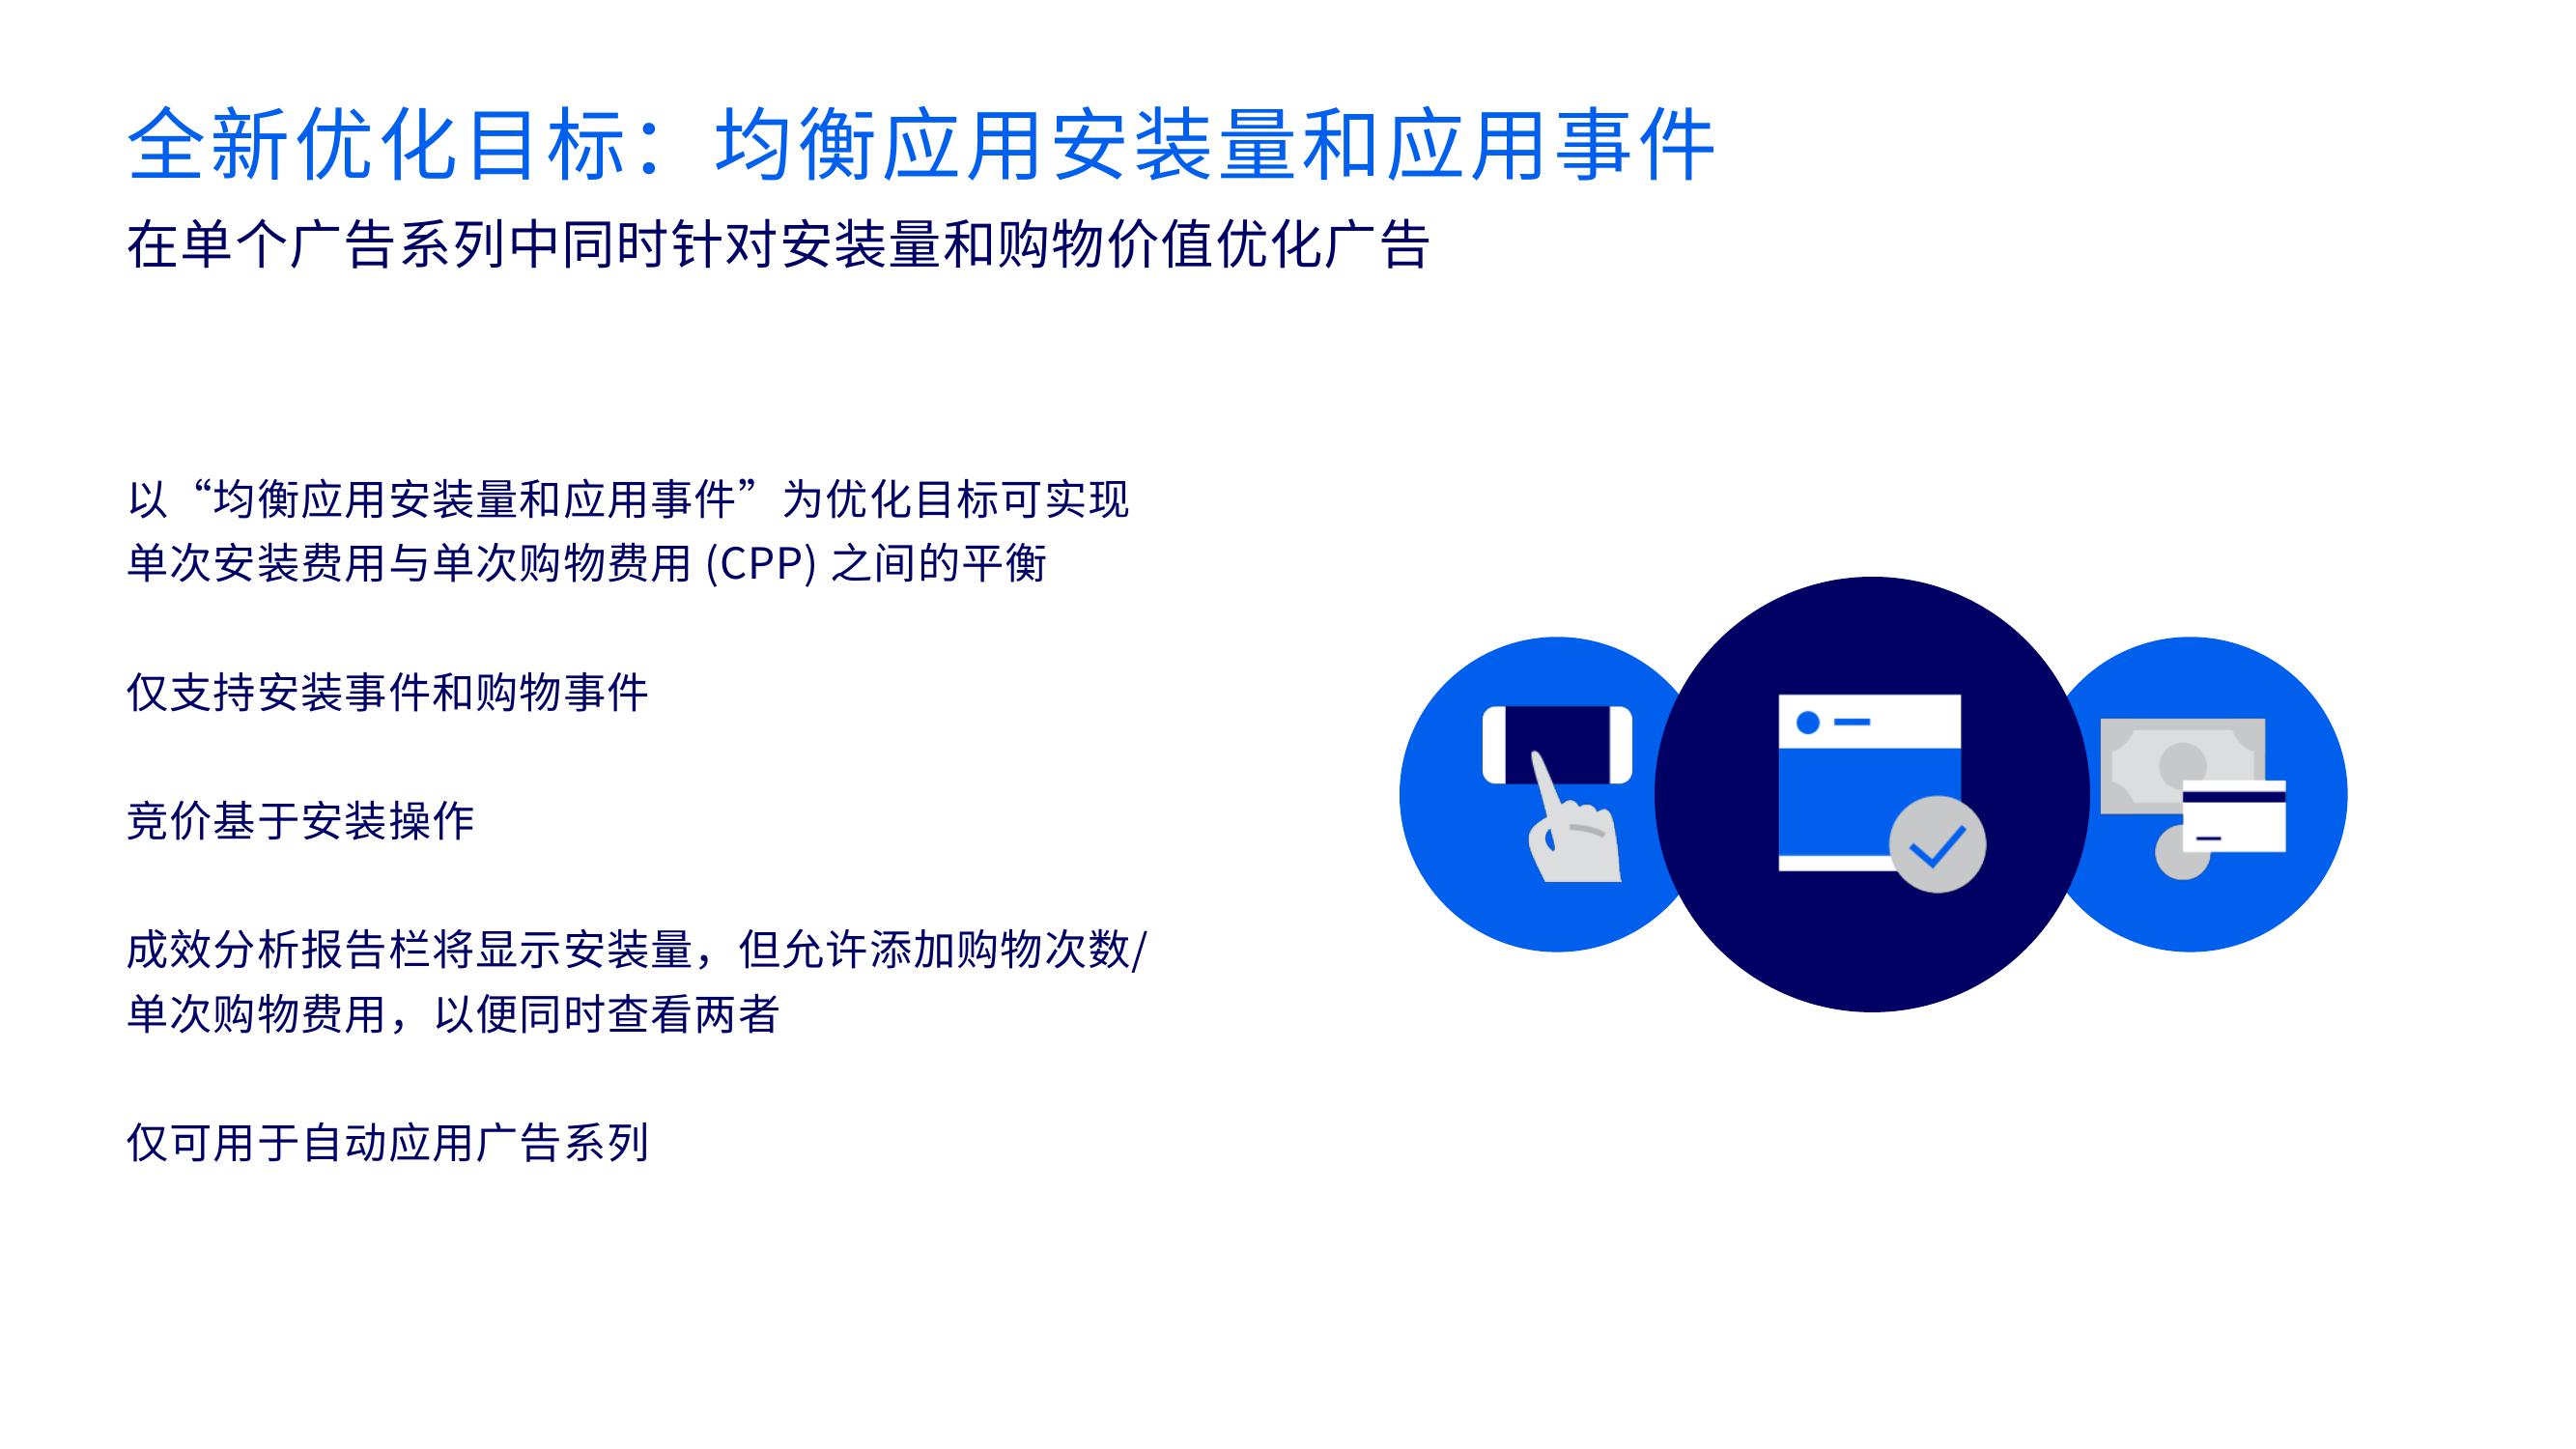 全新优化目标：均衡应用安装量和应用事件
在单个广告系列中同时针对安装量和购物价值优化广告
以“均衡应用安装量和应用事件”为优化目标可实现
单次安装费用与单次购物费用 (CPP) 之间的平衡
仅支持安装事件和购物事件
竞价基于安装操作
成效分析报告栏将显示安装量，但允许添加购物次数/
单次购物费用，以便同时查看两者
仅可用于自动应用广告系列